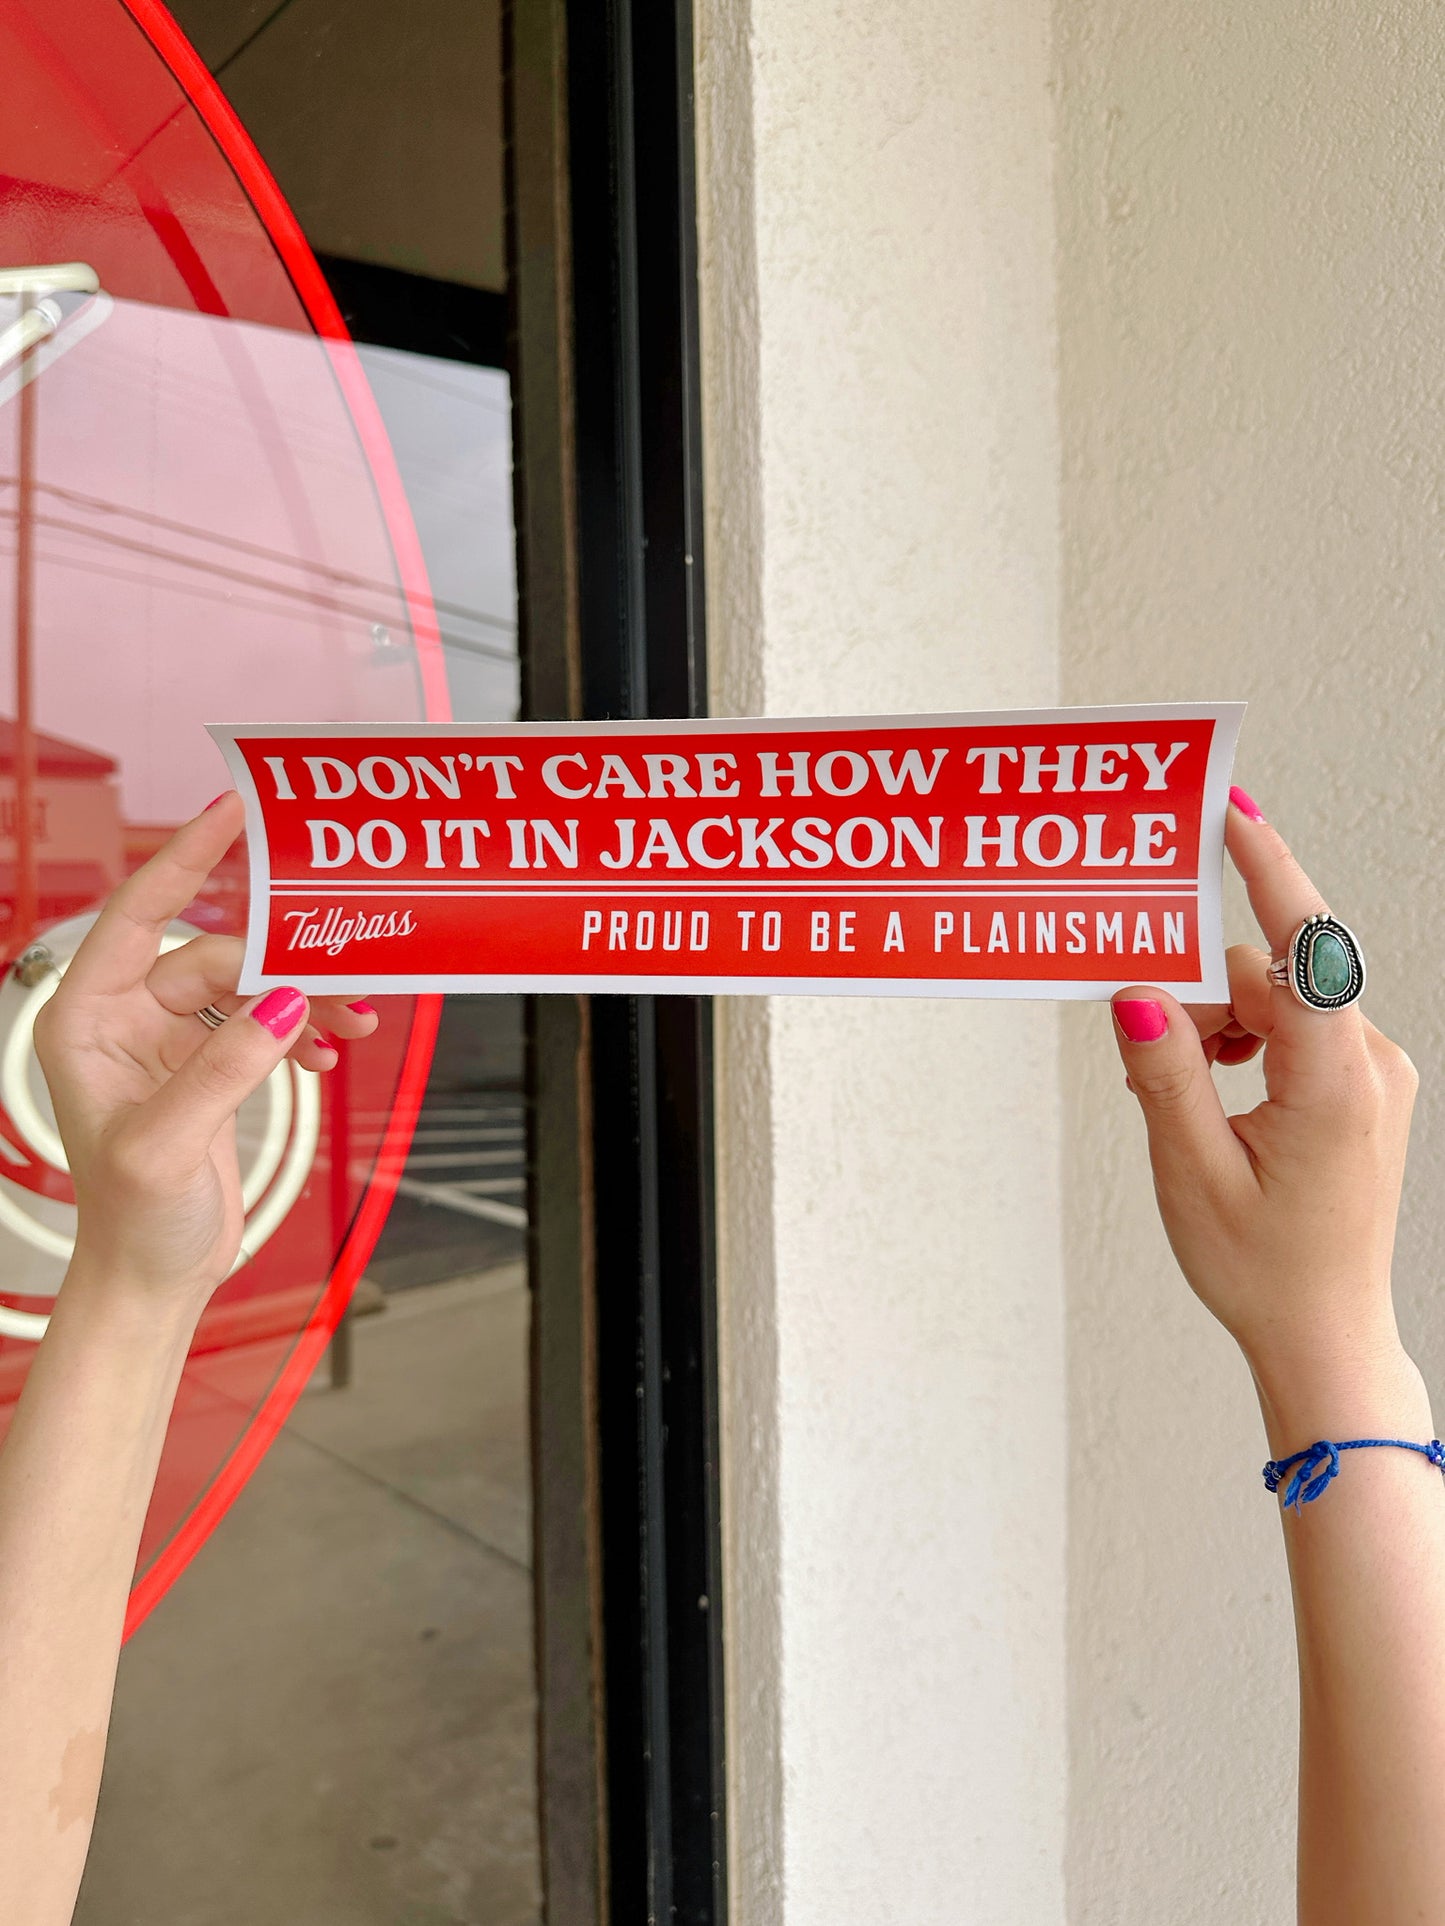 I DON'T CARE HOW THEY
DO IT IN JACKSON HOLE
Tallgrass
PROUD TO BE A PLAINSMAN